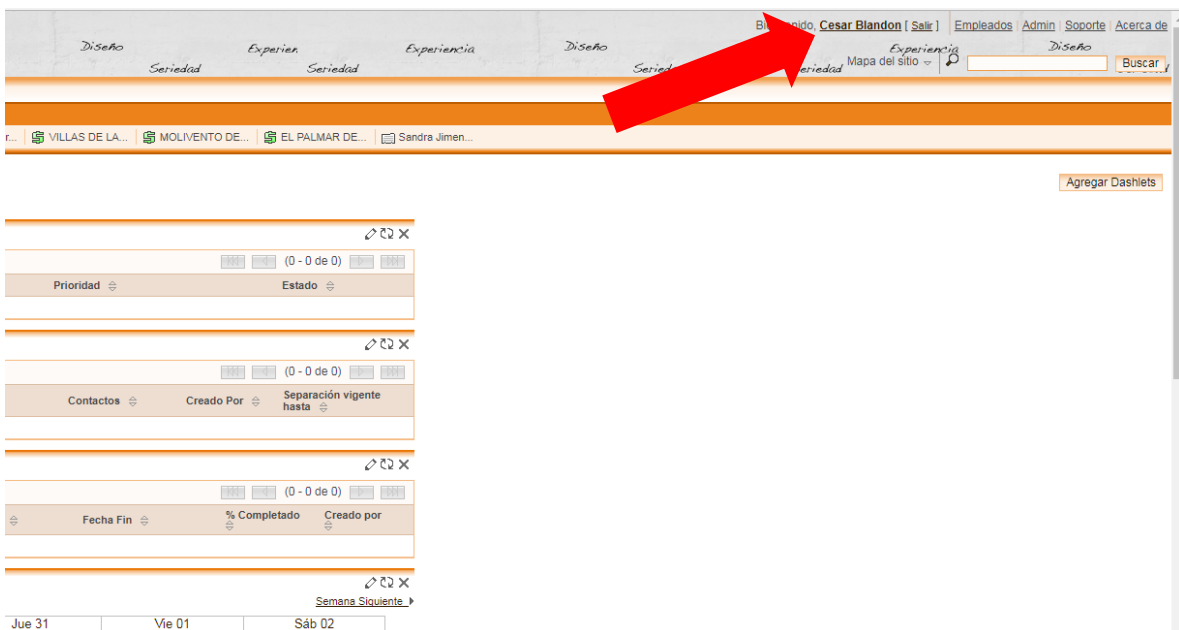 Bienvenido, Cesar Blandon [ Salir ] Empleados Admin Soporte Acerca de
Diseño Experien. Experiencia Diseño Experiencia Diseño
Seriedad Seriedad Seried eriedad Mapa del sitio Buscar
r... VILLAS DE LA... MOLIVENTO DE... EL PALMAR DE... Sandra Jimen...
Agregar Dashlets
(0 - 0 de 0)
Prioridad Estado
(0 - 0 de 0)
Contactos Creado Por Separación vigente
hasta
(0 - 0 de 0)
Fecha Fin % Completado Creado por
Semana Siguiente
Jue 31 Vie 01 Sáb 02